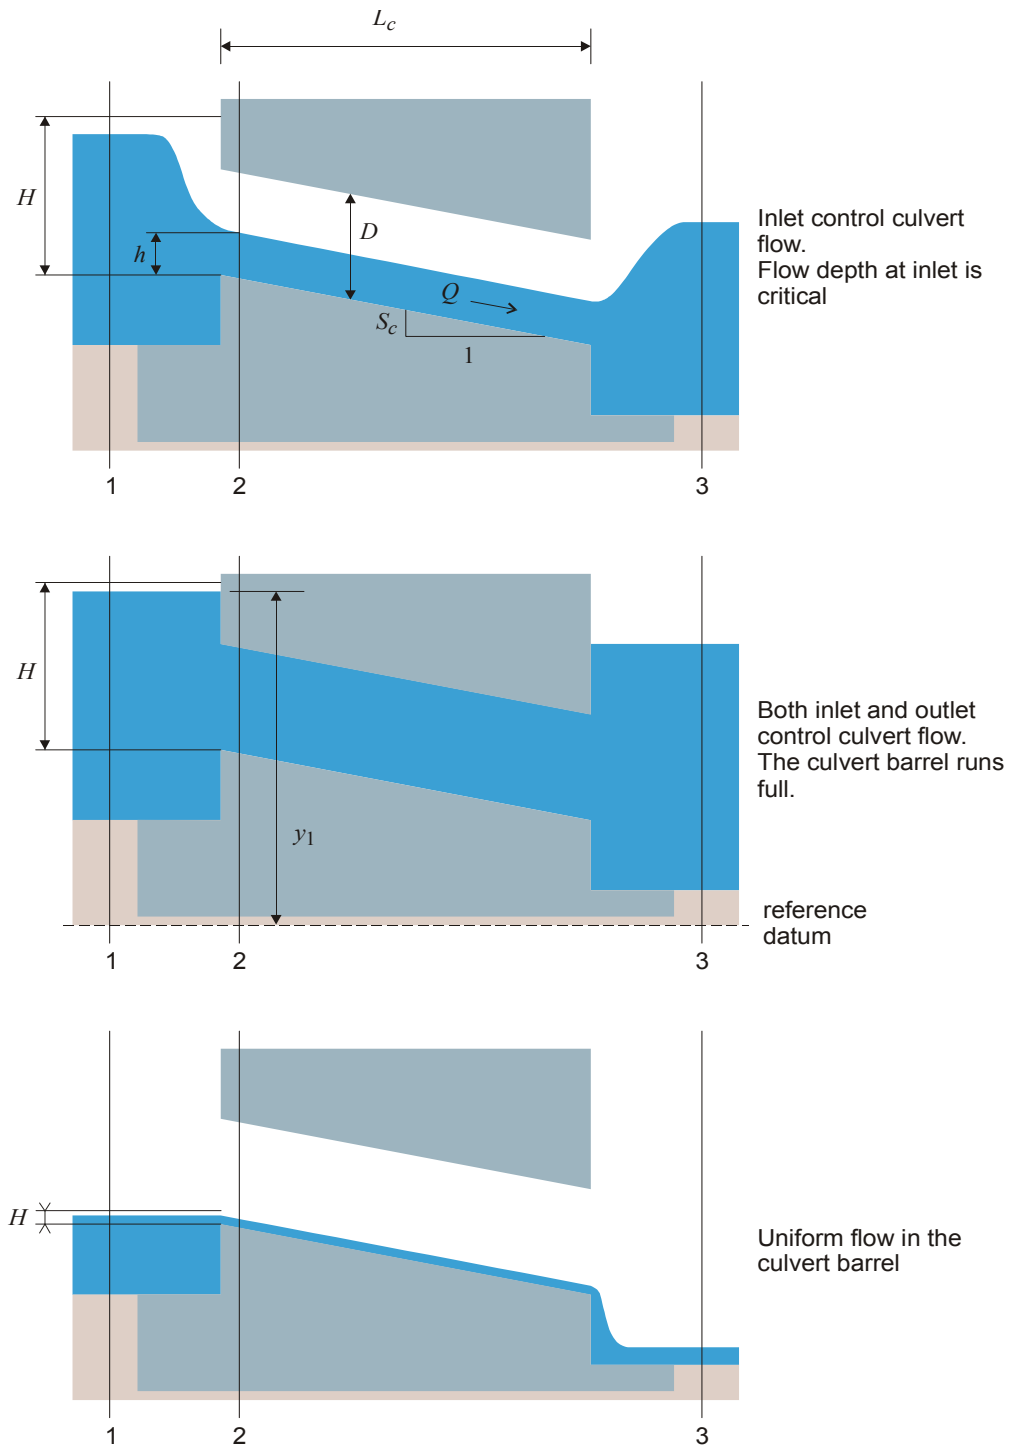 L_c
H
h
D
Q
S_c
1
Inlet control culvert
flow.
Flow depth at inlet is
critical
1 2 3
H
y_1
Both inlet and outlet
control culvert flow.
The culvert barrel runs
full.
reference
datum
1 2 3
H
Uniform flow in the
culvert barrel
1 2 3